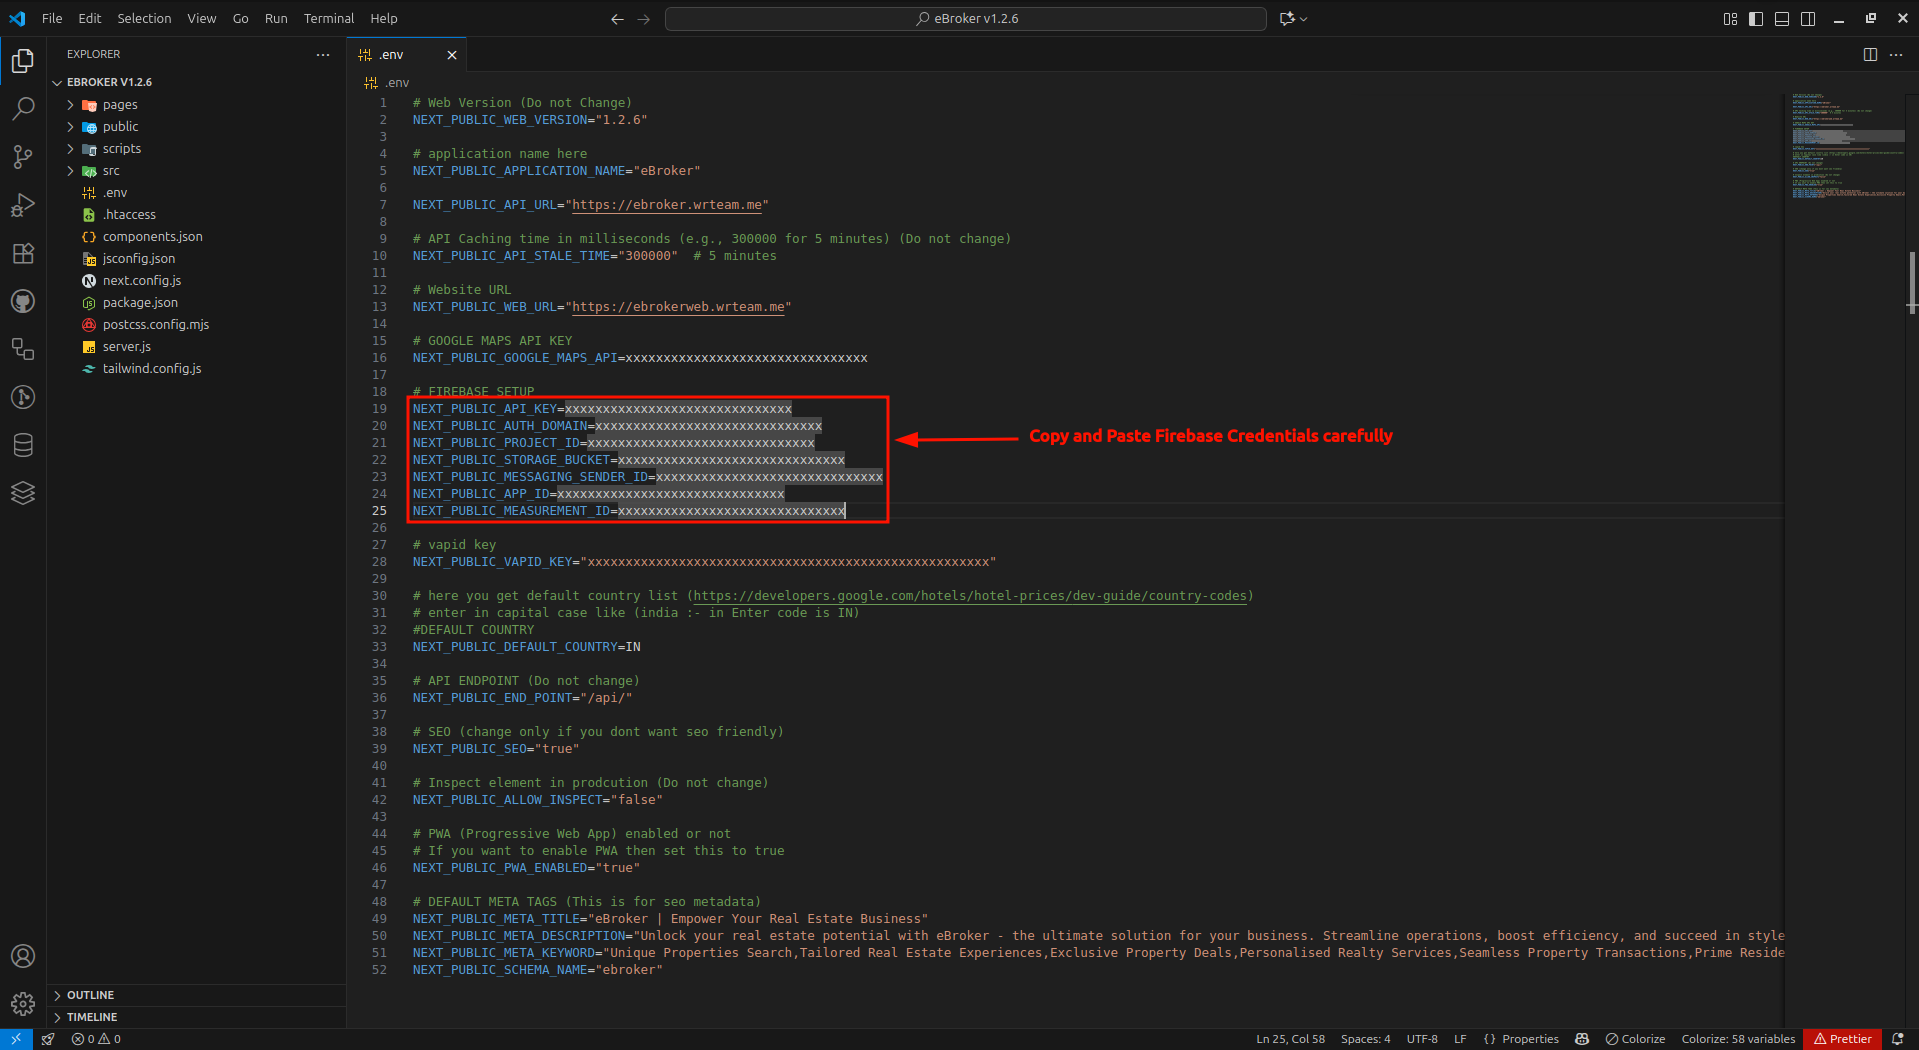 File Edit Selection View Go Run Terminal Help
eBroker v1.2.6
EXPLORER
EBROKER V1.2.6
pages
public
scripts
src
.env
.htaccess
components.json
jsconfig.json
next.config.js
package.json
postcss.config.mjs
server.js
tailwind.config.js
OUTLINE
TIMELINE
.env
.env
1 # Web Version (Do not Change)
2 NEXT_PUBLIC_WEB_VERSION="1.2.6"
3
4 # application name here
5 NEXT_PUBLIC_APPLICATION_NAME="eBroker"
6
7 NEXT_PUBLIC_API_URL="https://ebroker.wrteam.me"
8
9 # API Caching time in milliseconds (e.g., 300000 for 5 minutes) (Do not change)
10 NEXT_PUBLIC_API_STALE_TIME="300000"  # 5 minutes
11
12 # Website URL
13 NEXT_PUBLIC_WEB_URL="https://ebrokerweb.wrteam.me"
14
15 # GOOGLE MAPS API KEY
16 NEXT_PUBLIC_GOOGLE_MAPS_API=xxxxxxxxxxxxxxxxxxxxxxxxxxxxxxxx
17
18 # FIREBASE SETUP
19 NEXT_PUBLIC_API_KEY=xxxxxxxxxxxxxxxxxxxxxxxxxxxxxx
20 NEXT_PUBLIC_AUTH_DOMAIN=xxxxxxxxxxxxxxxxxxxxxxxxxxxxxx
21 NEXT_PUBLIC_PROJECT_ID=xxxxxxxxxxxxxxxxxxxxxxxxxxxxxx
22 NEXT_PUBLIC_STORAGE_BUCKET=xxxxxxxxxxxxxxxxxxxxxxxxxxxxxx
23 NEXT_PUBLIC_MESSAGING_SENDER_ID=xxxxxxxxxxxxxxxxxxxxxxxxxxxxxx
24 NEXT_PUBLIC_APP_ID=xxxxxxxxxxxxxxxxxxxxxxxxxxxxxx
25 NEXT_PUBLIC_MEASUREMENT_ID=xxxxxxxxxxxxxxxxxxxxxxxxxxxxxx
Copy and Paste Firebase Credentials carefully
26
27 # vapid key
28 NEXT_PUBLIC_VAPID_KEY="xxxxxxxxxxxxxxxxxxxxxxxxxxxxxxxxxxxxxxxxxxxxxxxxxxxxx"
29
30 # here you get default country list (https://developers.google.com/hotels/hotel-prices/dev-guide/country-codes)
31 # enter in capital case like (india :- in Enter code is IN)
32 #DEFAULT COUNTRY
33 NEXT_PUBLIC_DEFAULT_COUNTRY=IN
34
35 # API ENDPOINT (Do not change)
36 NEXT_PUBLIC_END_POINT="/api/"
37
38 # SEO (change only if you dont want seo friendly)
39 NEXT_PUBLIC_SEO="true"
40
41 # Inspect element in prodcution (Do not change)
42 NEXT_PUBLIC_ALLOW_INSPECT="false"
43
44 # PWA (Progressive Web App) enabled or not
45 # If you want to enable PWA then set this to true
46 NEXT_PUBLIC_PWA_ENABLED="true"
47
48 # DEFAULT META TAGS (This is for seo metadata)
49 NEXT_PUBLIC_META_TITLE="eBroker | Empower Your Real Estate Business"
50 NEXT_PUBLIC_META_DESCRIPTION="Unlock your real estate potential with eBroker - the ultimate solution for your business. Streamline operations, boost efficiency, and succeed in style
51 NEXT_PUBLIC_META_KEYWORD="Unique Properties Search,Tailored Real Estate Experiences,Exclusive Property Deals,Personalised Realty Services,Seamless Property Transactions,Prime Reside
52 NEXT_PUBLIC_SCHEMA_NAME="ebroker"
0 0 Ln 25, Col 58 Spaces: 4 UTF-8 LF {} Properties Colorize Colorize: 58 variables Prettier